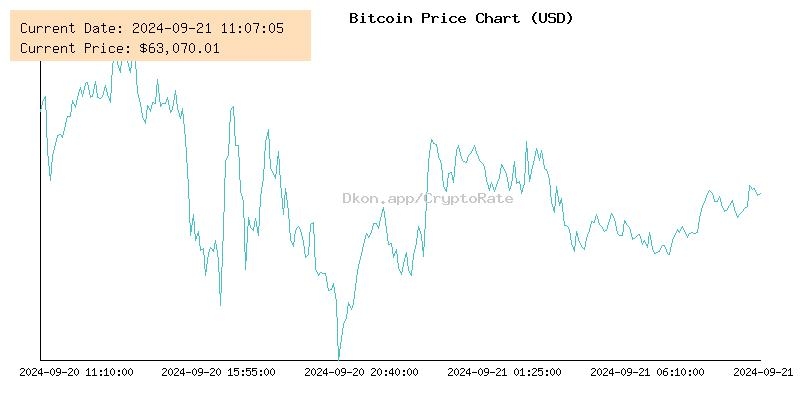 Bitcoin Price Chart (USD)
Current Date: 2024-09-21 11:07:05
Current Price: $63,070.01
Dkon.app/CryptoRate
2024-09-20 11:10:00 2024-09-20 15:55:00 2024-09-20 20:40:00 2024-09-21 01:25:00 2024-09-21 06:10:00 2024-09-21